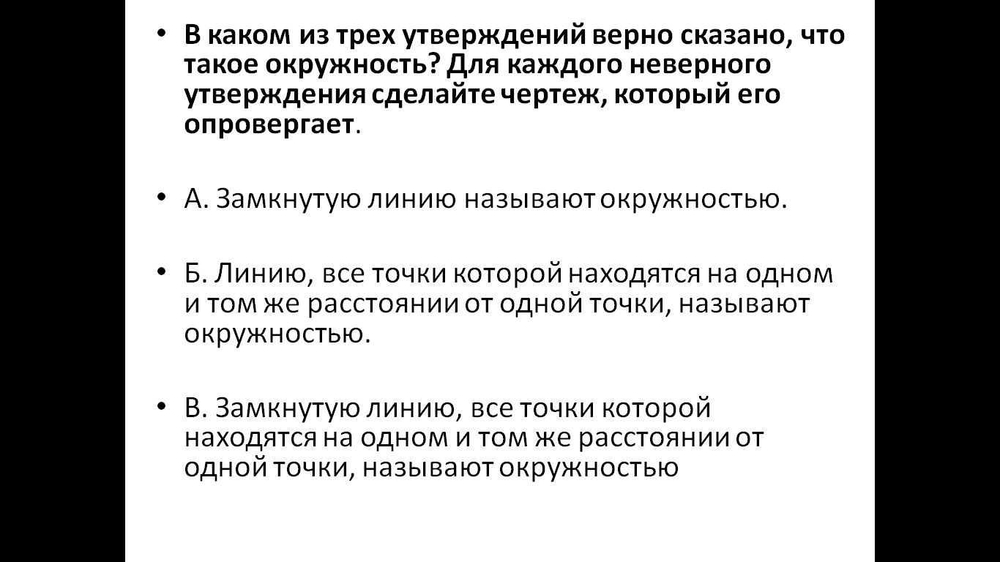 • В каком из трех утверждений верно сказано, что
такое окружность? Для каждого неверного
утверждения сделайте чертеж, который его
опровергает.
• А. Замкнутую линию называют окружностью.
• Б. Линию, все точки которой находятся на одном
и том же расстоянии от одной точки, называют
окружностью.
• В. Замкнутую линию, все точки которой
находятся на одном и том же расстоянии от
одной точки, называют окружностью